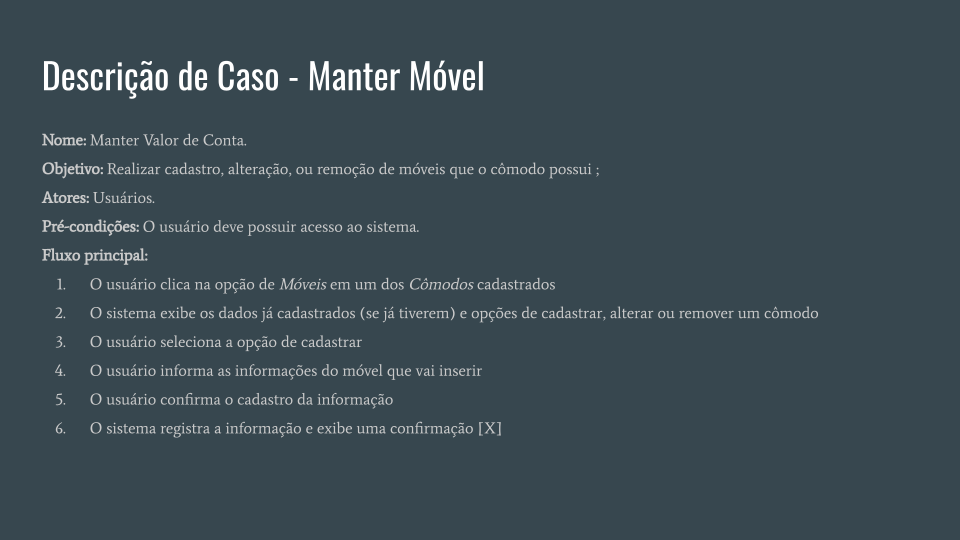 Descrição de Caso - Manter Móvel
Nome: Manter Valor de Conta.
Objetivo: Realizar cadastro, alteração, ou remoção de móveis que o cômodo possui ;
Atores: Usuários.
Pré-condições: O usuário deve possuir acesso ao sistema.
Fluxo principal:
1. O usuário clica na opção de Móveis em um dos Cômodos cadastrados
2. O sistema exibe os dados já cadastrados (se já tiverem) e opções de cadastrar, alterar ou remover um cômodo
3. O usuário seleciona a opção de cadastrar
4. O usuário informa as informações do móvel que vai inserir
5. O usuário confirma o cadastro da informação
6. O sistema registra a informação e exibe uma confirmação [X]